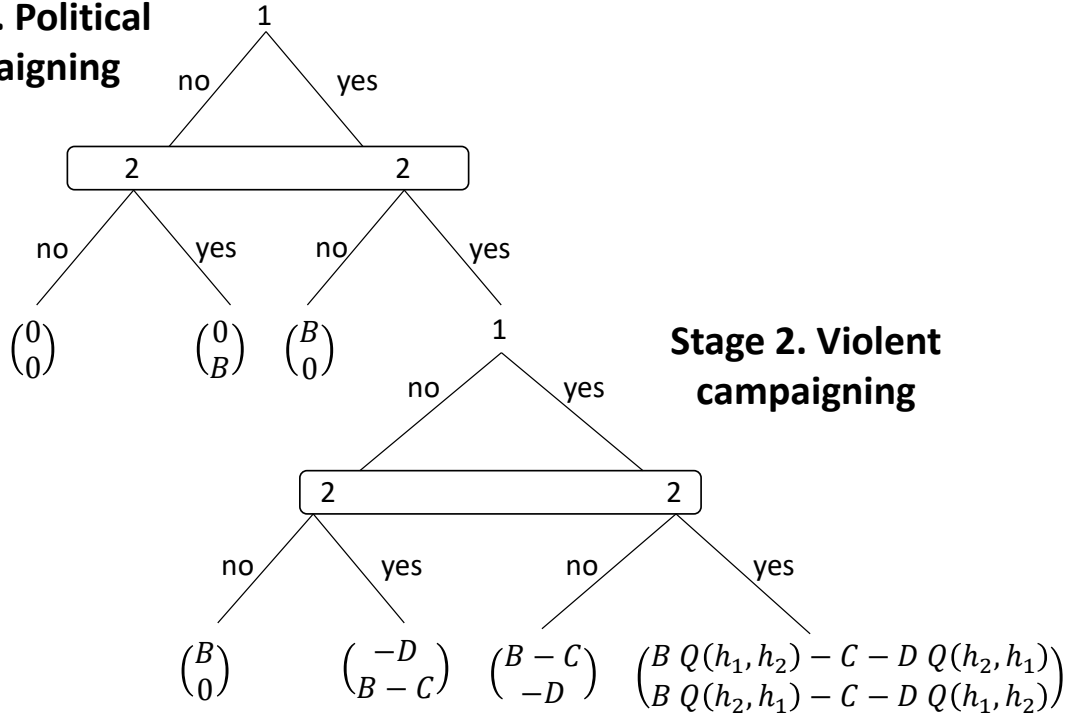 . Political
aigning
1
no yes
2 2
no yes no yes
(0 0) (0 B) (B 0)
1
Stage 2. Violent
campaigning
no yes
2 2
no yes no yes
(B 0) (−D B − C) (B − C −D) (B Q(h₁, h₂) − C − D Q(h₂, h₁) B Q(h₂, h₁) − C − D Q(h₁, h₂))